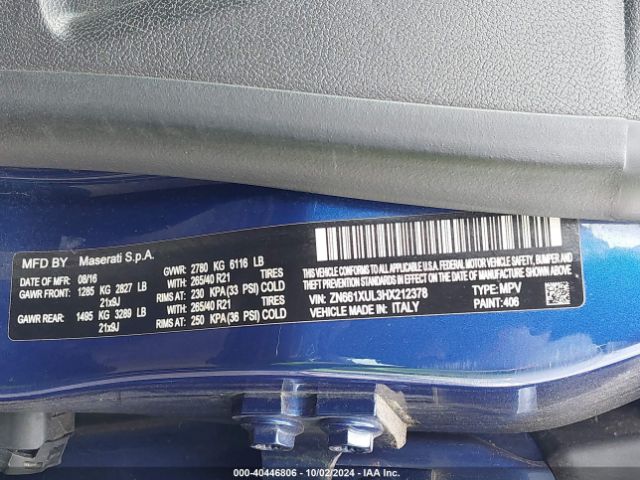 MFD BY Maserati S.p.A.
DATE OF MFD: 08/16 GVWR: 2780 KG 6116 LB
GAWR FRONT: 1285 KG 2827 LB WITH: 265/40 R21 TIRES
21x9J RIMS AT: 230 KPA (33 PSI) COLD
GAWR REAR: 1495 KG 3289 LB WITH: 265/40 R21 TIRES
21x9J RIMS AT: 250 KPA (36 PSI) COLD
THIS VEHICLE CONFORMS TO ALL APPLICABLE
U.S. FEDERAL MOTOR VEHICLE SAFETY, BUMPER, AND
THEFT PREVENTION STANDARDS IN EFFECT ON THE DATE OF
MANUFACTURE SHOWN ABOVE.
VIN: ZN661XUL3HX212378 TYPE: MPV
VEHICLE MADE IN: ITALY PAINT: 406
000-40446806 - 10/02/2024 - IAA Inc.